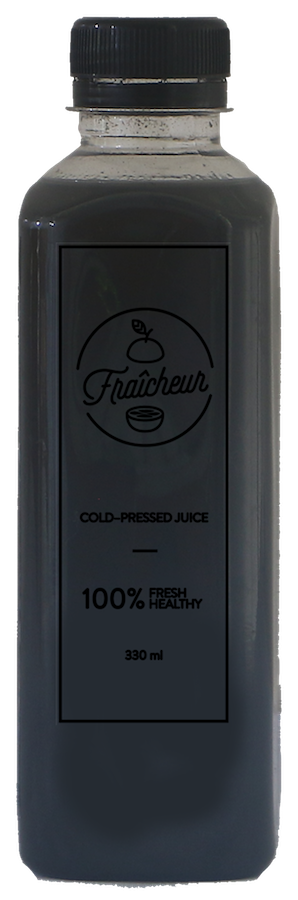 Fraîcheur
COLD-PRESSED JUICE
100% FRESH
HEALTHY
330 ml